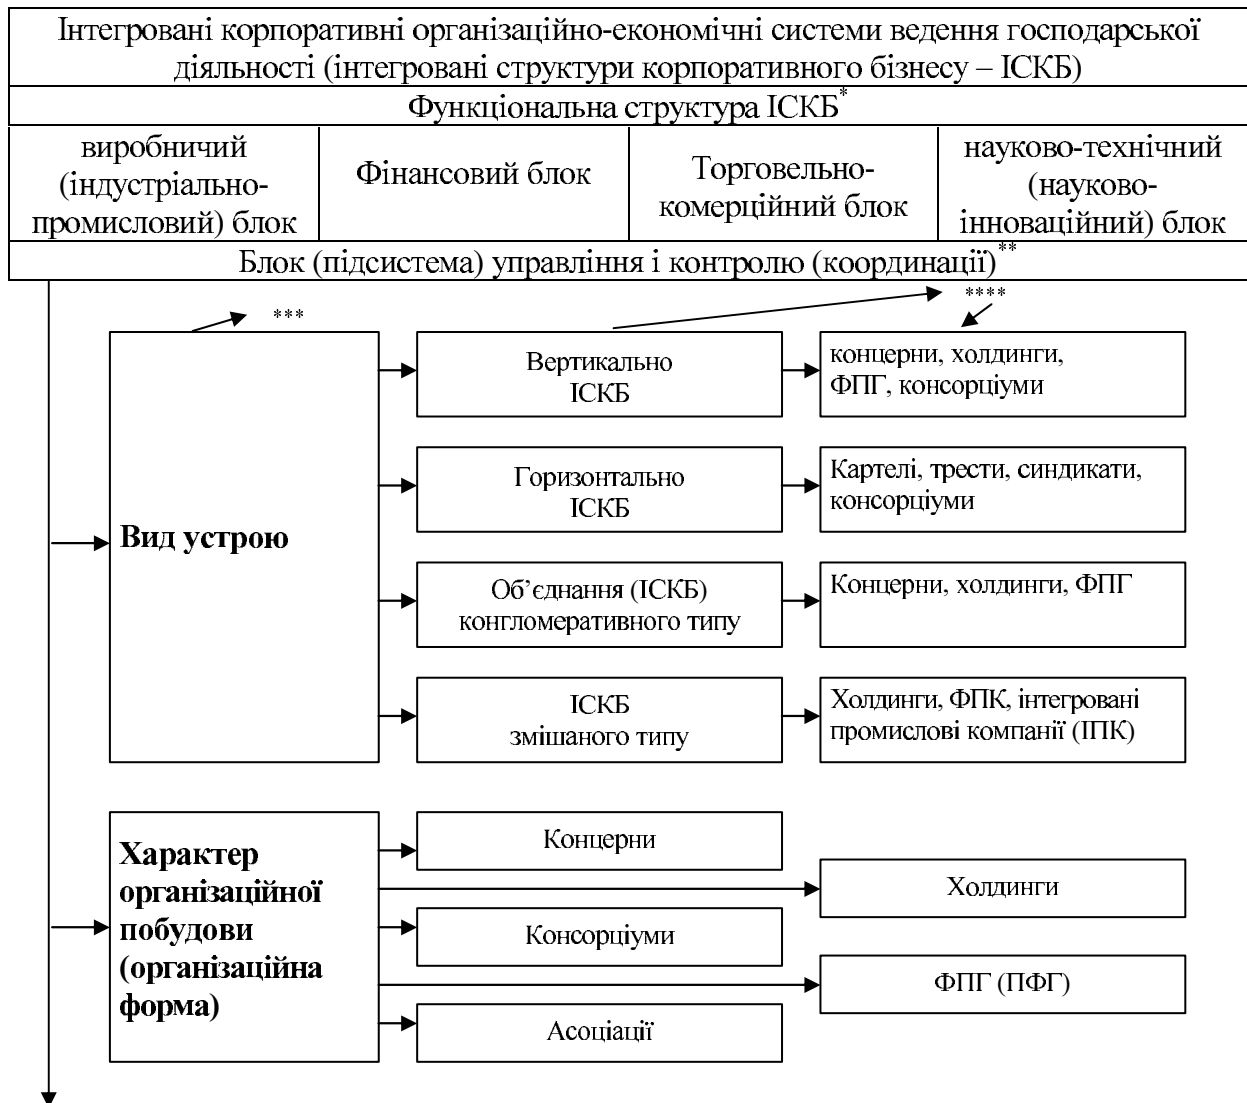 Інтегровані корпоративні організаційно-економічні системи ведення господарської
діяльності (інтегровані структури корпоративного бізнесу – ІСКБ)
Функціональна структура ІСКБ*
виробничий
(індустріально-
промисловий) блок
Фінансовий блок
Торговельно-
комерційний блок
науково-технічний
(науково-
інноваційний) блок
Блок (підсистема) управління і контролю (координації)**
***
****
Вид устрою
Вертикально
ІСКБ
концерни, холдинги,
ФПГ, консорціуми
Горизонтально
ІСКБ
Картелі, трести, синдикати,
консорціуми
Об’єднання (ІСКБ)
конгломеративного типу
Концерни, холдинги, ФПГ
ІСКБ
змішаного типу
Холдинги, ФПК, інтегровані
промислові компанії (ІПК)
Характер
організаційної
побудови
(організаційна
форма)
Концерни
Холдинги
Консорціуми
ФПГ (ПФГ)
Асоціації